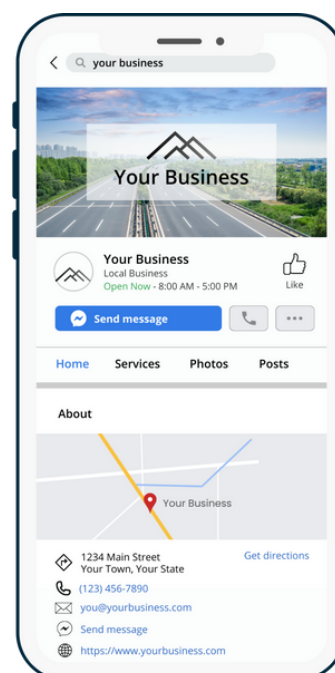 your business
Your Business
Your Business
Local Business
Open Now - 8:00 AM - 5:00 PM
Like
Send message
Home Services Photos Posts
About
Your Business
1234 Main Street
Your Town, Your State
Get directions
(123) 456-7890
you@yourbusiness.com
Send message
https://www.yourbusiness.com